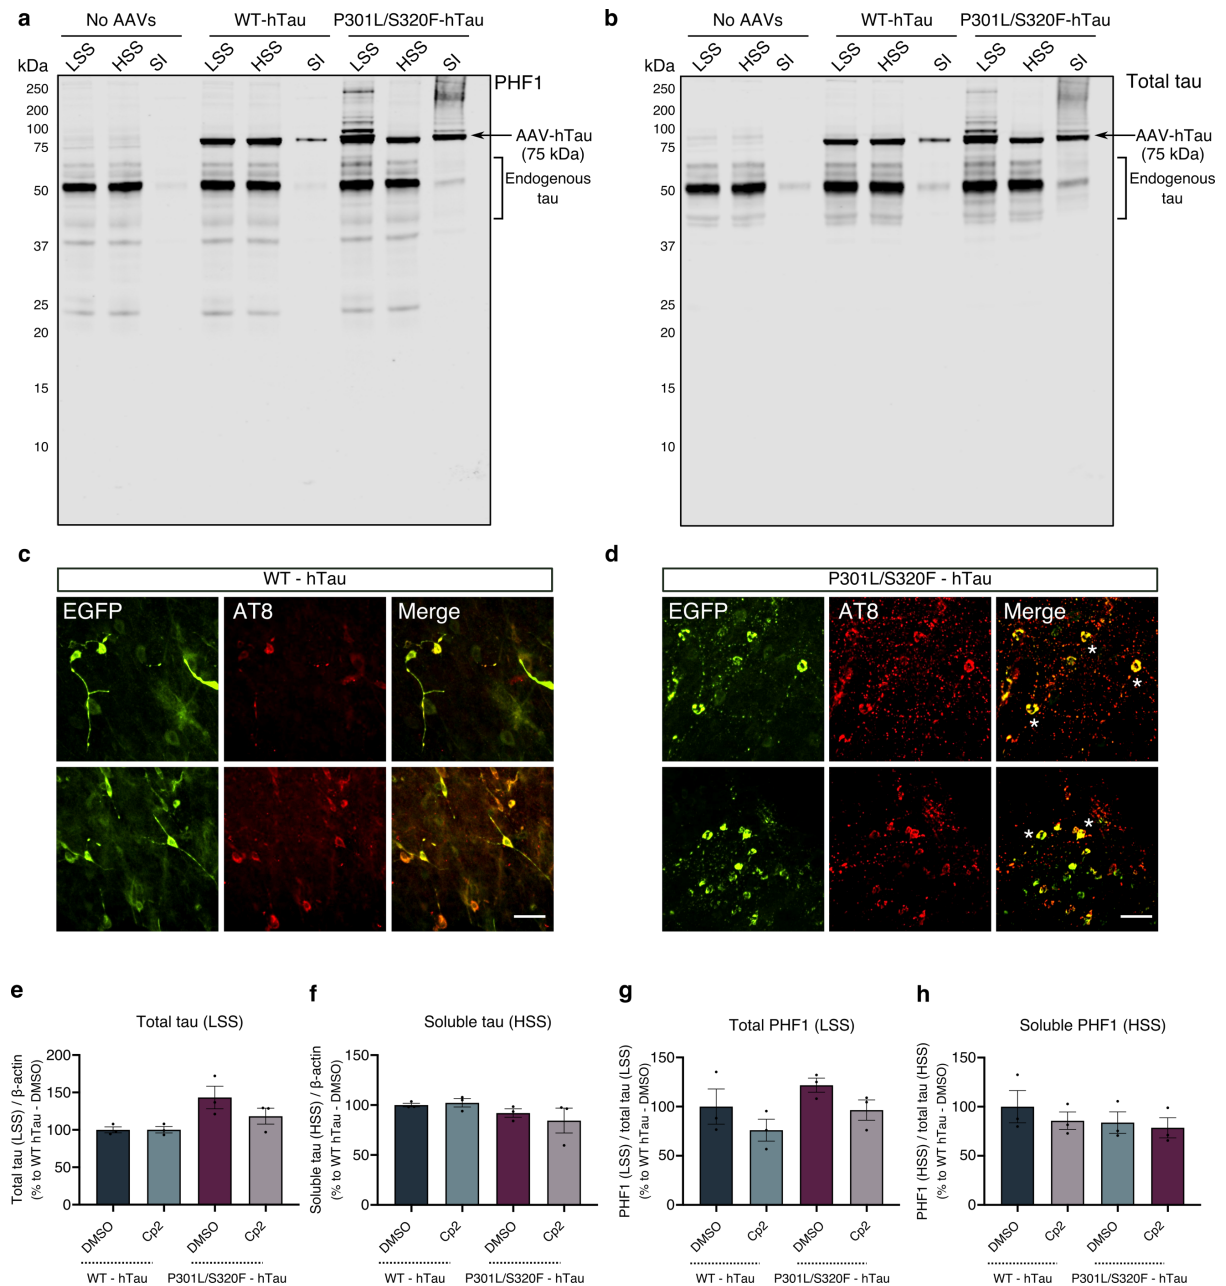 a
No AAVs WT-hTau P301L/S320F-hTau
LSS HSS SI LSS HSS SI LSS HSS SI
kDa
PHF1
250
200
100
75
50
37
25
20
15
10
AAV-hTau
(75 kDa)
Endogenous
tau
b
No AAVs WT-hTau P301L/S320F-hTau
LSS HSS SI LSS HSS SI LSS HSS SI
kDa
Total tau
250
200
100
75
50
37
25
20
15
10
AAV-hTau
(75 kDa)
Endogenous
tau
c
WT - hTau
EGFP AT8 Merge
d
P301L/S320F - hTau
EGFP AT8 Merge
*
*
*
*
*
e
Total tau (LSS)
Total tau (LSS) / β-actin
(% to WT hTau - DMSO)
200
150
100
50
0
DMSO Cp2 DMSO Cp2
WT - hTau P301L/S320F - hTau
f
Soluble tau (HSS)
Soluble tau (HSS) / β-actin
(% to WT hTau - DMSO)
150
100
50
0
DMSO Cp2 DMSO Cp2
WT - hTau P301L/S320F - hTau
g
Total PHF1 (LSS)
PHF1 (LSS) / total tau (LSS)
(% to WT hTau - DMSO)
150
100
50
0
DMSO Cp2 DMSO Cp2
WT - hTau P301L/S320F - hTau
h
Soluble PHF1 (HSS)
PHF1 (HSS) / total tau (HSS)
(% to WT hTau - DMSO)
150
100
50
0
DMSO Cp2 DMSO Cp2
WT - hTau P301L/S320F - hTau